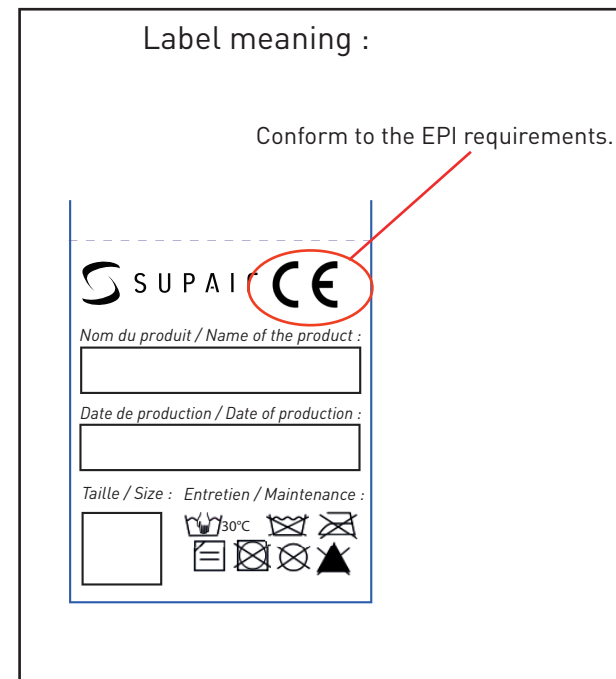 Label meaning :
Conform to the EPI requirements.
SUPAIR CE
Nom du produit / Name of the product :
Date de production / Date of production :
Taille / Size : Entretien / Maintenance :
30°C